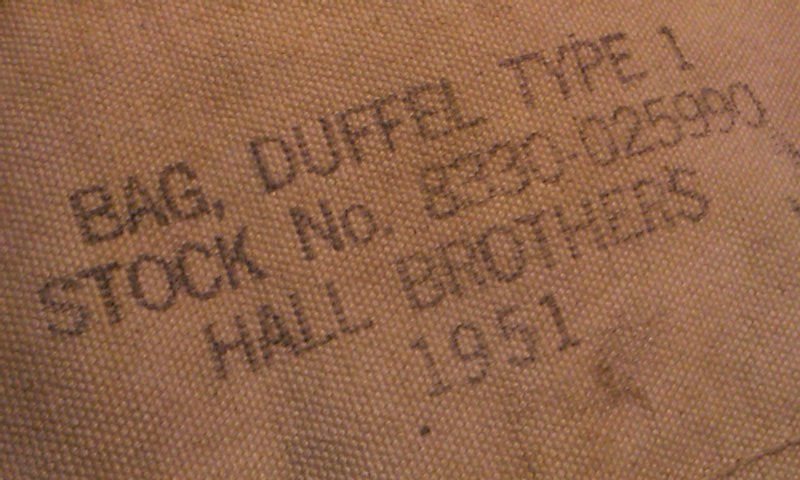 BAG, DUFFEL TYPE 1
STOCK No. 8330-025990
HALL BROTHERS
1951